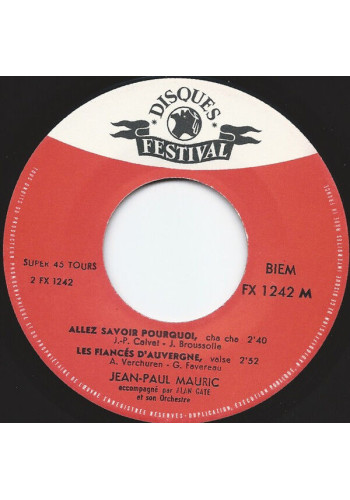 DISQUES
FESTIVAL
SUPER 45 TOURS
2 FX 1242
BIEM
FX 1242 M
ALLEZ SAVOIR POURQUOI, cha cha 2'40
J.-P. Calvet - J. Broussolle
LES FIANCÉS D'AUVERGNE, valse 2'52
A. Verchuren - G. Favereau
JEAN-PAUL MAURIC
accompagné par JEAN GATÉ
et son Orchestre